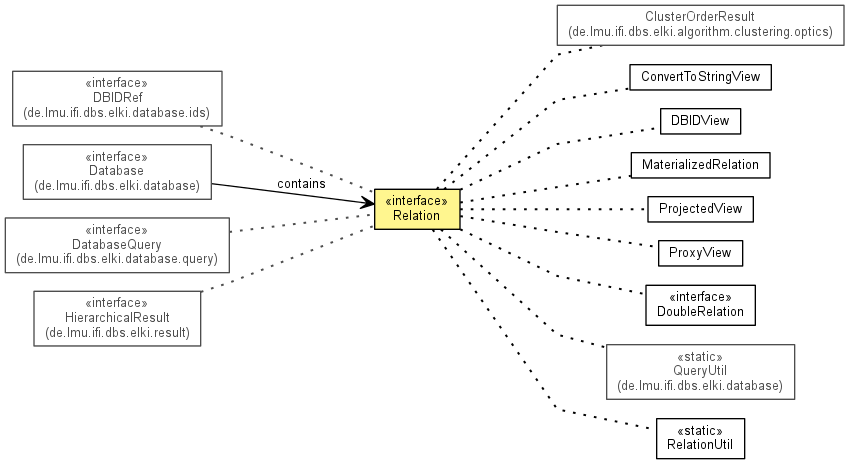 «interface»
DBIDRef
(de.lmu.ifi.dbs.elki.database.ids)
«interface»
Database
(de.lmu.ifi.dbs.elki.database)
«interface»
DatabaseQuery
(de.lmu.ifi.dbs.elki.database.query)
«interface»
HierarchicalResult
(de.lmu.ifi.dbs.elki.result)
contains
«interface»
Relation
ClusterOrderResult
(de.lmu.ifi.dbs.elki.algorithm.clustering.optics)
ConvertToStringView
DBIDView
MaterializedRelation
ProjectedView
ProxyView
«interface»
DoubleRelation
«static»
QueryUtil
(de.lmu.ifi.dbs.elki.database)
«static»
RelationUtil